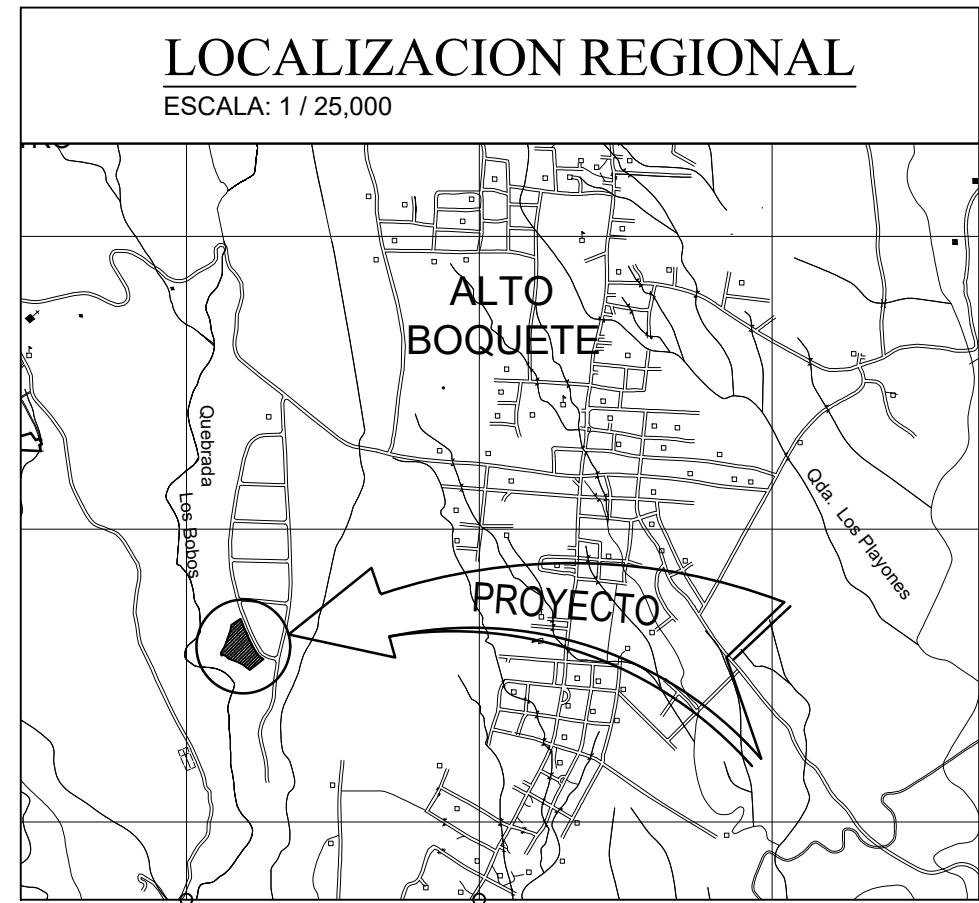 LOCALIZACION REGIONAL
ESCALA: 1 / 25,000
ALTO
BOQUETE
Quebrada
Los Bobos
Qda. Los Playones
PROYECTO